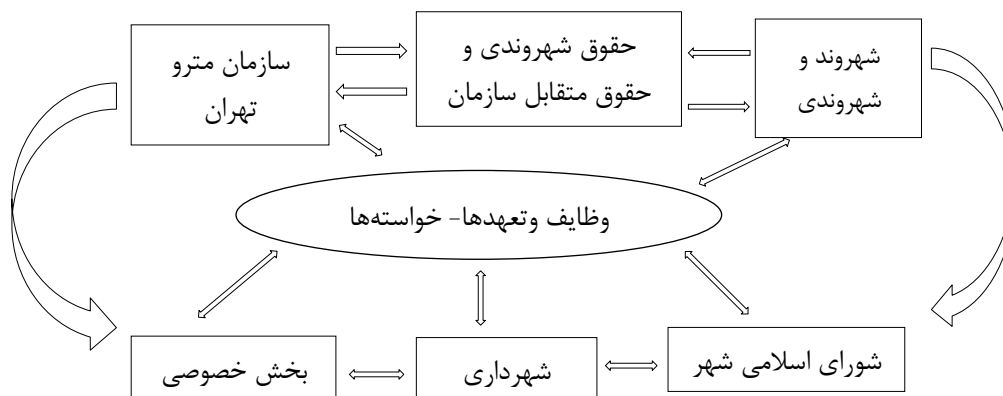 شهروند و
شهروندی
حقوق شهروندی و
حقوق متقابل سازمان
سازمان مترو
تهران
وظایف وتعهدها- خواسته‌ها
شورای اسلامی شهر
شهرداری
بخش خصوصی